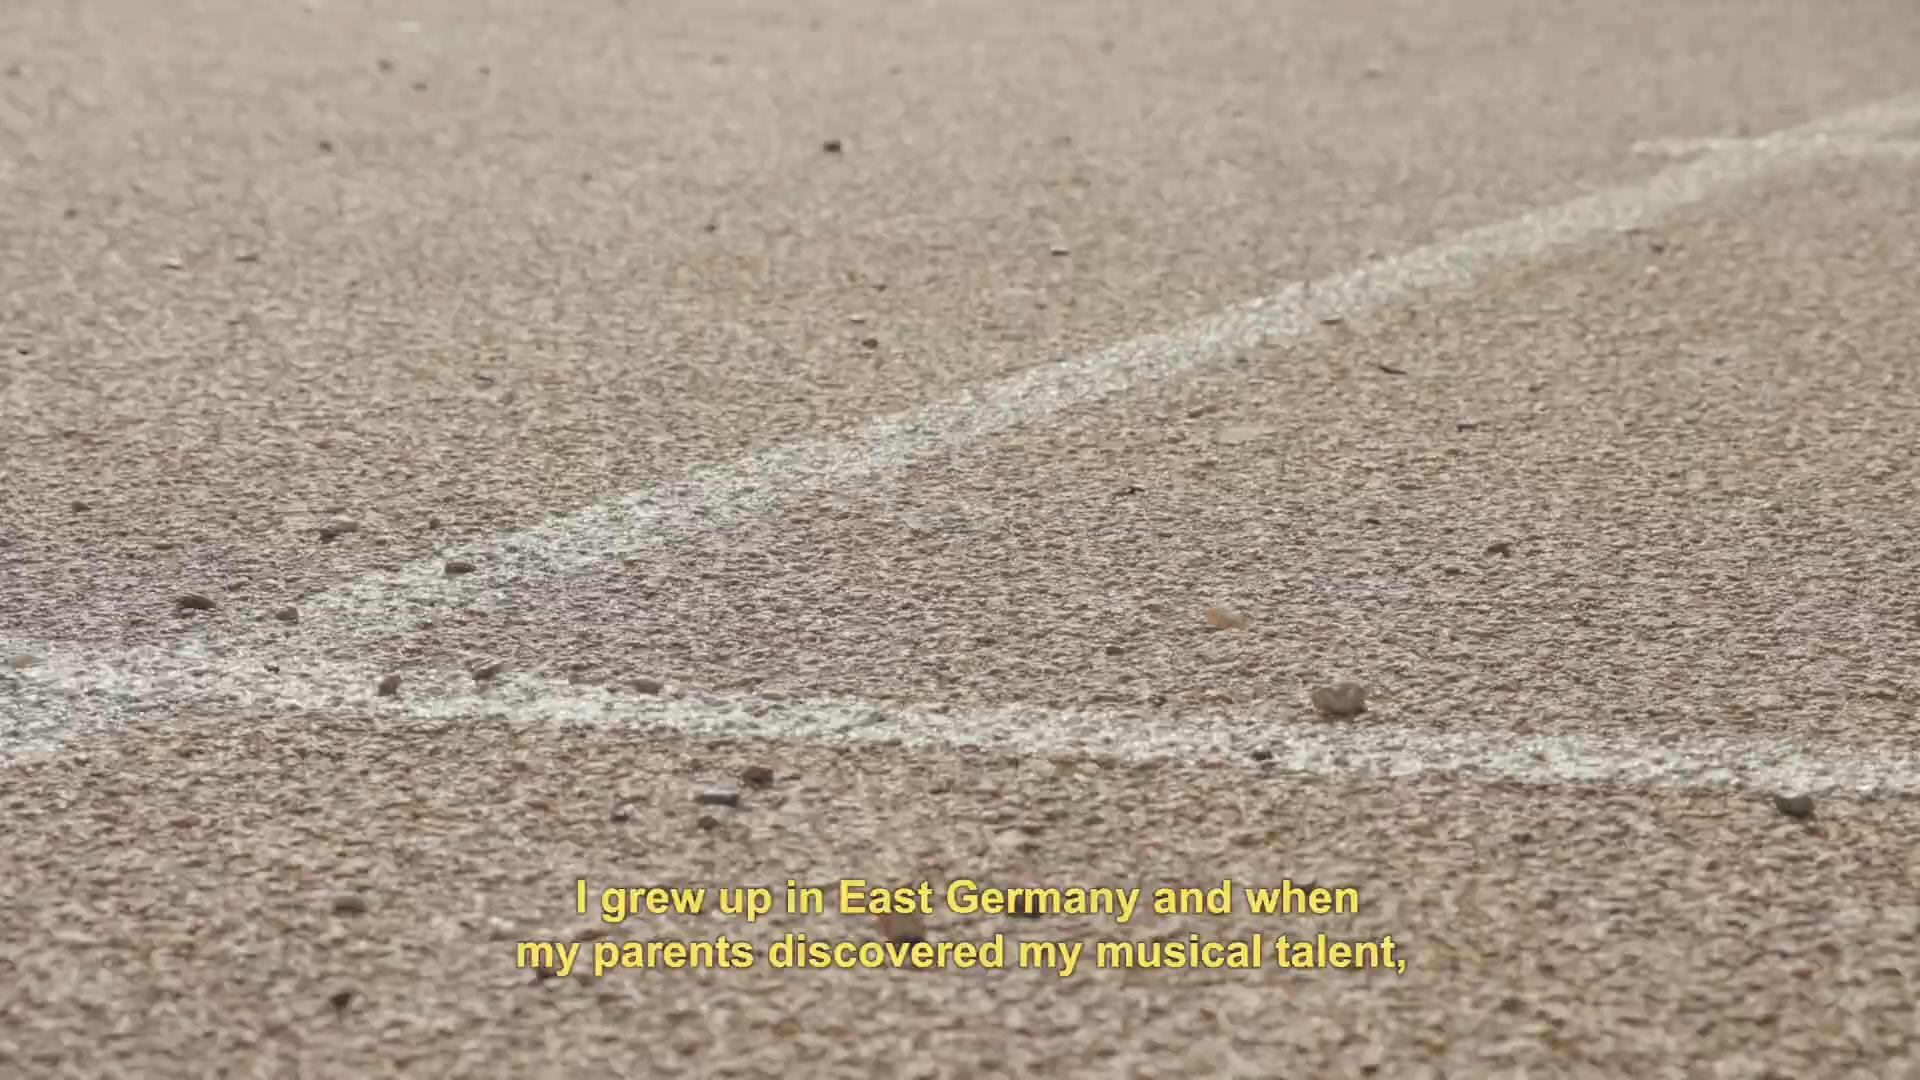 I grew up in East Germany and when
my parents discovered my musical talent,